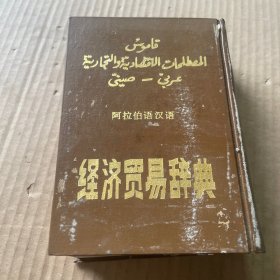 قاموس
المصطلحات الاقتصادية والتجارية
عربي - صيني
阿拉伯语汉语
经济贸易辞典